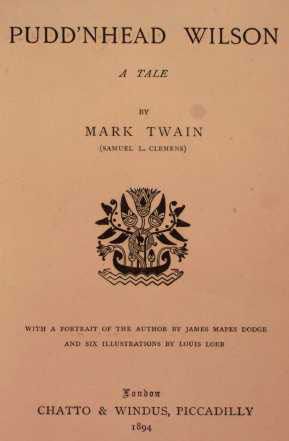 PUDD'NHEAD WILSON
A TALE
BY
MARK TWAIN
(SAMUEL L. CLEMENS)
WITH A PORTRAIT OF THE AUTHOR BY JAMES MAPES DODGE
AND SIX ILLUSTRATIONS BY LOUIS LOEB
London
CHATTO & WINDUS, PICCADILLY
1894